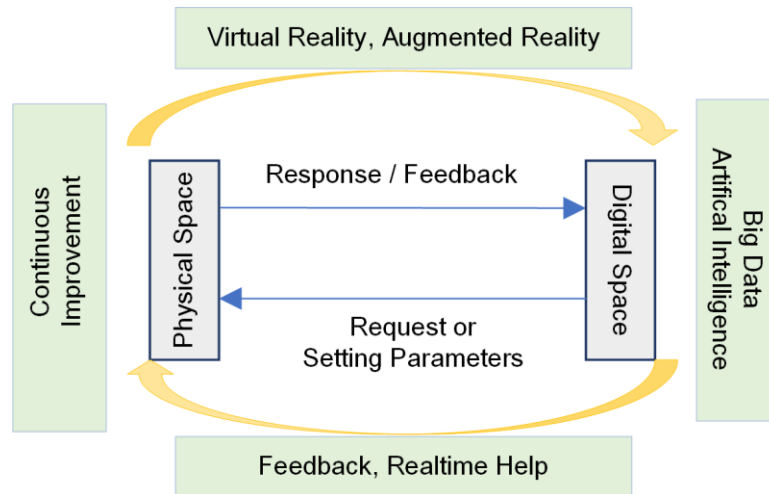 Virtual Reality, Augmented Reality
Continuous
Improvement
Physical Space
Response / Feedback
Request or
Setting Parameters
Digital Space
Big Data
Artifical Intelligence
Feedback, Realtime Help